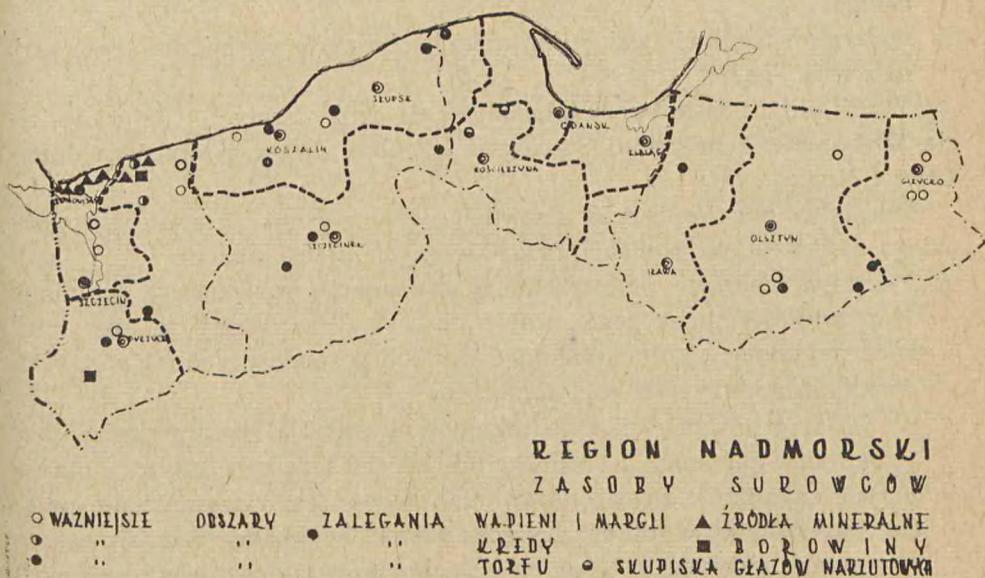 SŁUPSK
GDAŃSK
KOSZALIN
ELBLĄG
KOŚCIERZYNA
GIŻYCKO
SZCZECINEK
OLSZTYN
IŁAWA
SZCZECIN
PYRZYCE
REGION NADMORSKI
ZASOBY SUROWCÓW
WAŻNIEJSZE OBSZARY ZALEGANIA WAPIENI I MARGLI ŹRÓDŁA MINERALNE
" " " KREDY BOROWINY
" " " TORFU SKUPISKA GŁAZÓW NARZUTOWYCH